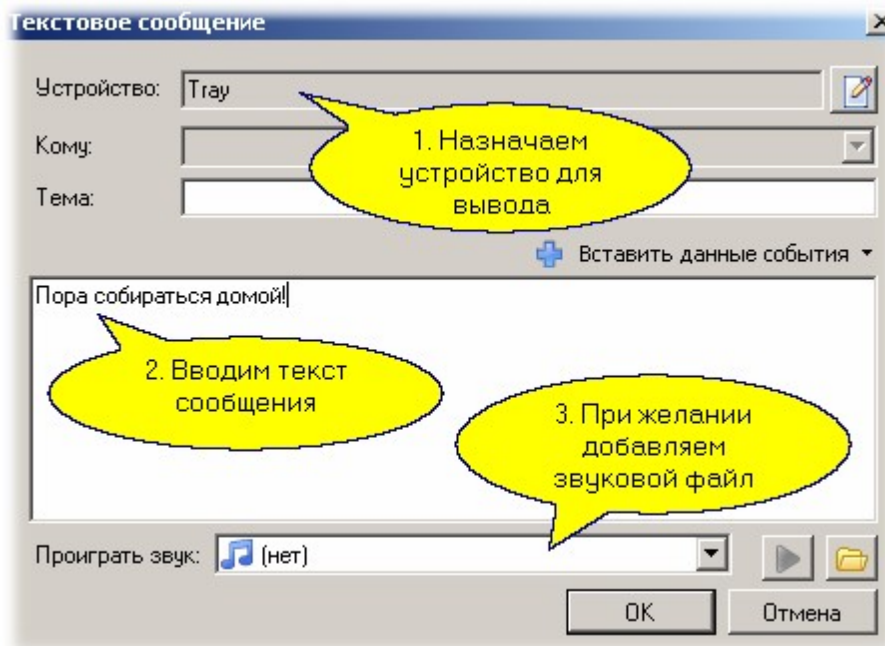 Текстовое сообщение
Устройство: Tray
1. Назначаем
устройство для
вывода
Кому:
Тема:
Вставить данные события
Пора собираться домой!
2. Вводим текст
сообщения
3. При желании
добавляем
звуковой файл
Проиграть звук: (нет)
OK Отмена